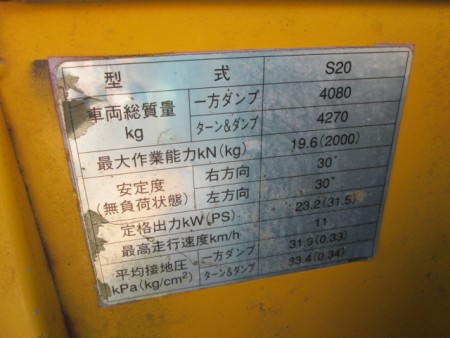 型式 S20
車両総質量 kg 一方ダンプ 4080
ターン&ダンプ 4270
最大作業能力kN(kg) 19.6(2000)
安定度 (無負荷状態) 右方向 30°
左方向 30°
定格出力kW(PS) 23.2(31.5)
最高走行速度km/h 11
平均接地圧 kPa(kg/cm²) 一方ダンプ 31.9(0.33)
ターン&ダンプ 33.4(0.34)